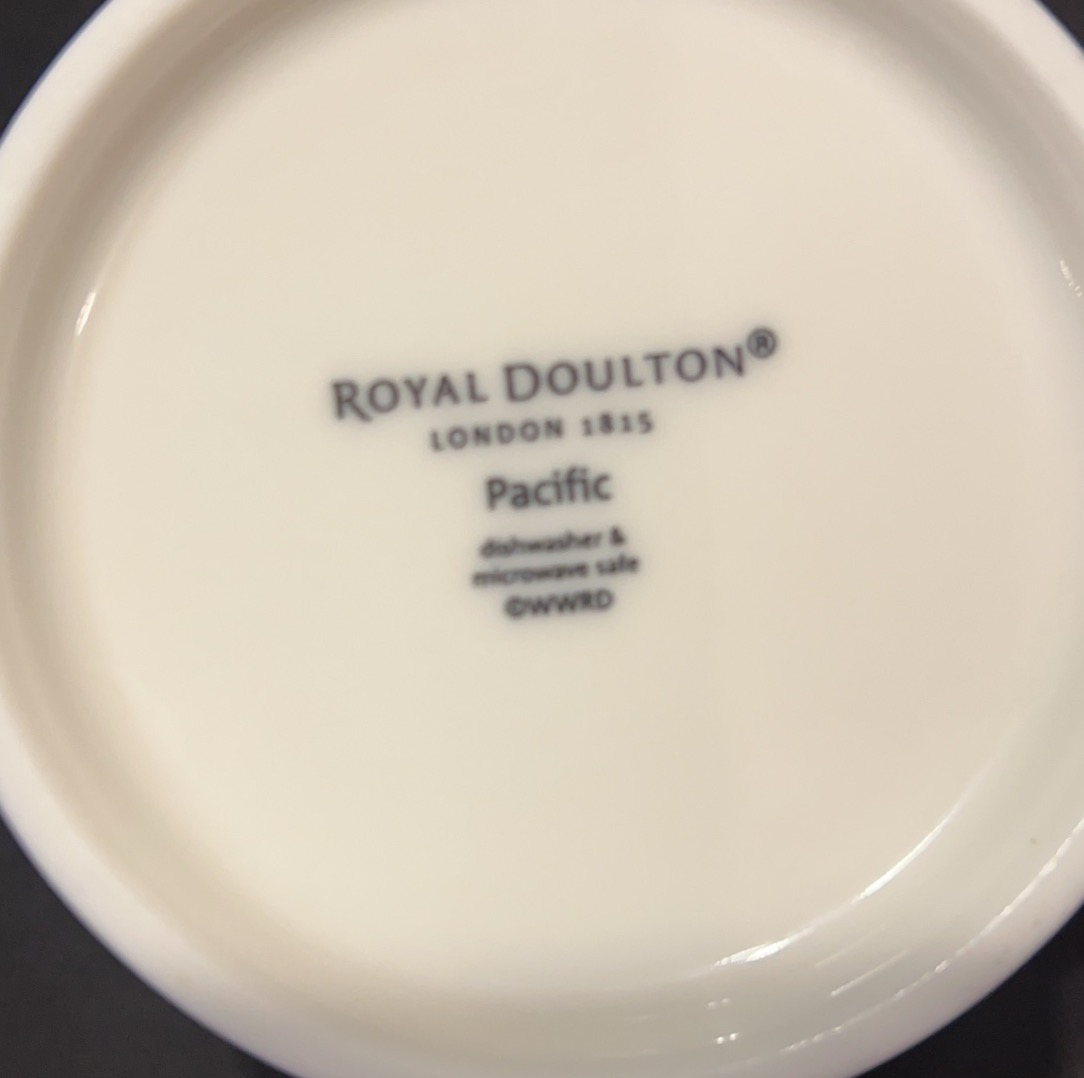 ROYAL DOULTON®
LONDON 1815
Pacific
dishwasher &
microwave safe
©WWRD